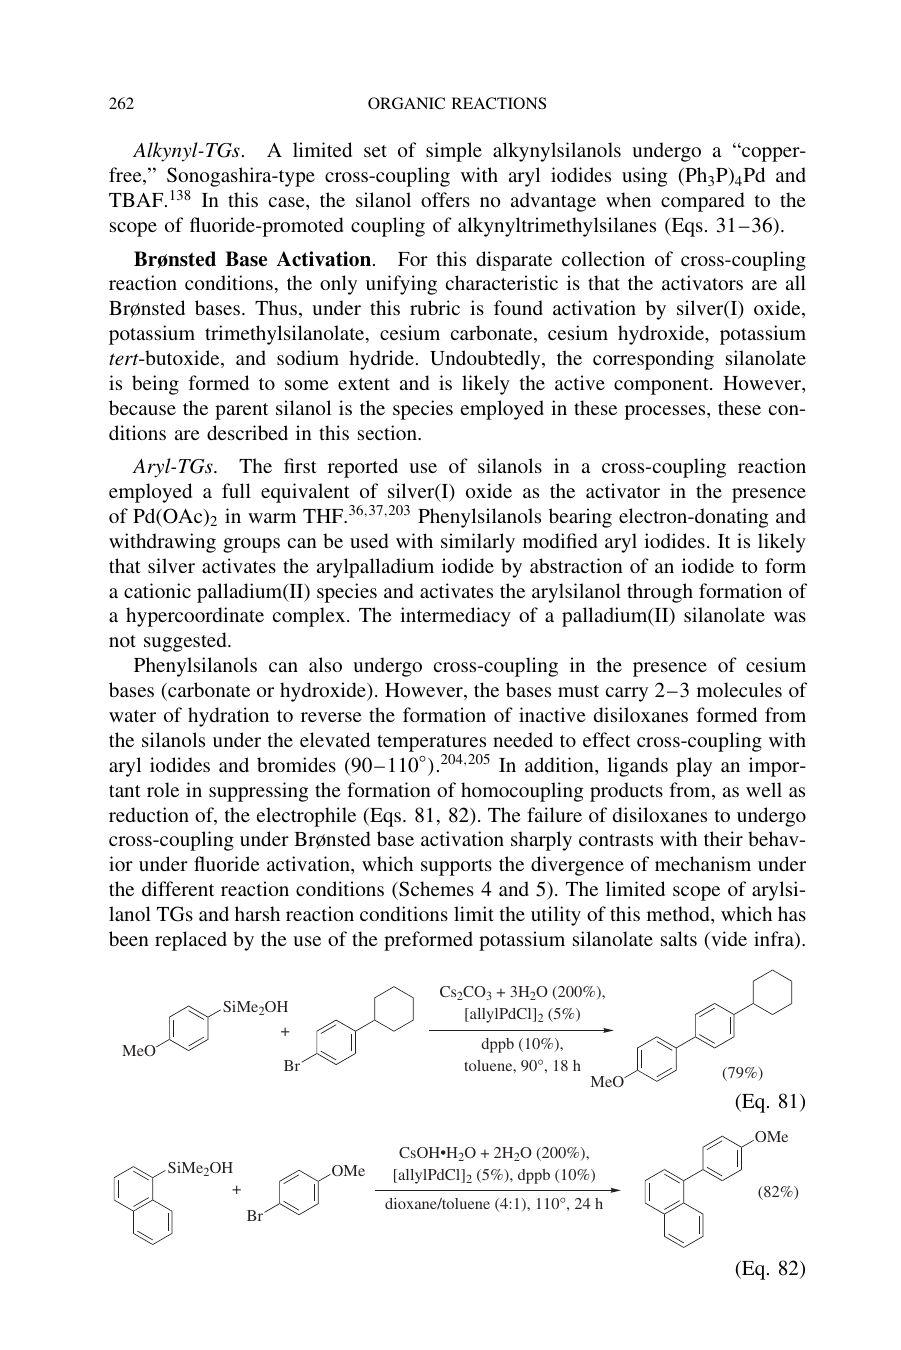 262 ORGANIC REACTIONS
Alkynyl-TGs. A limited set of simple alkynylsilanols undergo a “copper-
free,” Sonogashira-type cross-coupling with aryl iodides using (Ph3P)4Pd and
TBAF.138 In this case, the silanol offers no advantage when compared to the
scope of fluoride-promoted coupling of alkynyltrimethylsilanes (Eqs. 31–36).
Brønsted Base Activation. For this disparate collection of cross-coupling
reaction conditions, the only unifying characteristic is that the activators are all
Brønsted bases. Thus, under this rubric is found activation by silver(I) oxide,
potassium trimethylsilanolate, cesium carbonate, cesium hydroxide, potassium
tert-butoxide, and sodium hydride. Undoubtedly, the corresponding silanolate
is being formed to some extent and is likely the active component. However,
because the parent silanol is the species employed in these processes, these con-
ditions are described in this section.
Aryl-TGs. The first reported use of silanols in a cross-coupling reaction
employed a full equivalent of silver(I) oxide as the activator in the presence
of Pd(OAc)2 in warm THF.36,37,203 Phenylsilanols bearing electron-donating and
withdrawing groups can be used with similarly modified aryl iodides. It is likely
that silver activates the arylpalladium iodide by abstraction of an iodide to form
a cationic palladium(II) species and activates the arylsilanol through formation of
a hypercoordinate complex. The intermediacy of a palladium(II) silanolate was
not suggested.
Phenylsilanols can also undergo cross-coupling in the presence of cesium
bases (carbonate or hydroxide). However, the bases must carry 2–3 molecules of
water of hydration to reverse the formation of inactive disiloxanes formed from
the silanols under the elevated temperatures needed to effect cross-coupling with
aryl iodides and bromides (90–110°).204,205 In addition, ligands play an impor-
tant role in suppressing the formation of homocoupling products from, as well as
reduction of, the electrophile (Eqs. 81, 82). The failure of disiloxanes to undergo
cross-coupling under Brønsted base activation sharply contrasts with their behav-
ior under fluoride activation, which supports the divergence of mechanism under
the different reaction conditions (Schemes 4 and 5). The limited scope of arylsi-
lanol TGs and harsh reaction conditions limit the utility of this method, which has
been replaced by the use of the preformed potassium silanolate salts (vide infra).
Cs2CO3 + 3H2O (200%),
SiMe2OH
[allylPdCl]2 (5%)
+
dppb (10%),
MeO
Br
toluene, 90°, 18 h
MeO
(79%)
(Eq. 81)
OMe
CsOH•H2O + 2H2O (200%),
SiMe2OH
OMe
[allylPdCl]2 (5%), dppb (10%)
+
(82%)
Br
dioxane/toluene (4:1), 110°, 24 h
(Eq. 82)